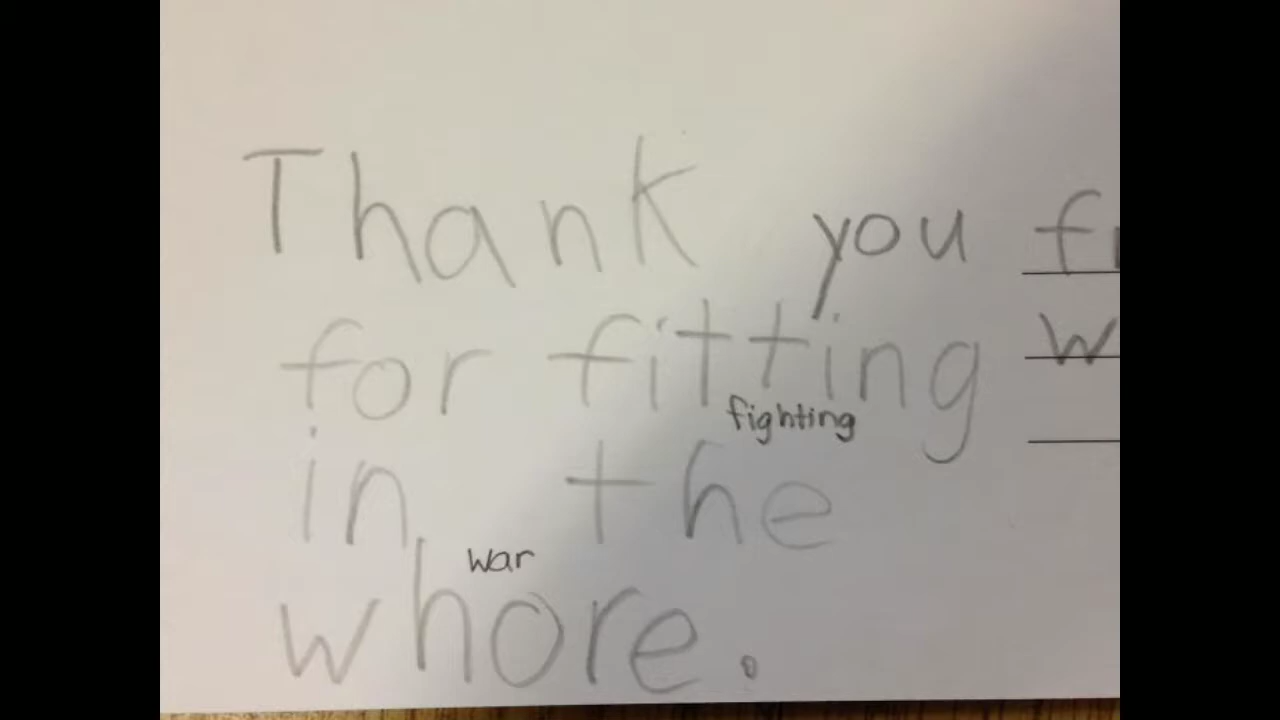 Thank you
for fitting
fighting
in the
war
whore.